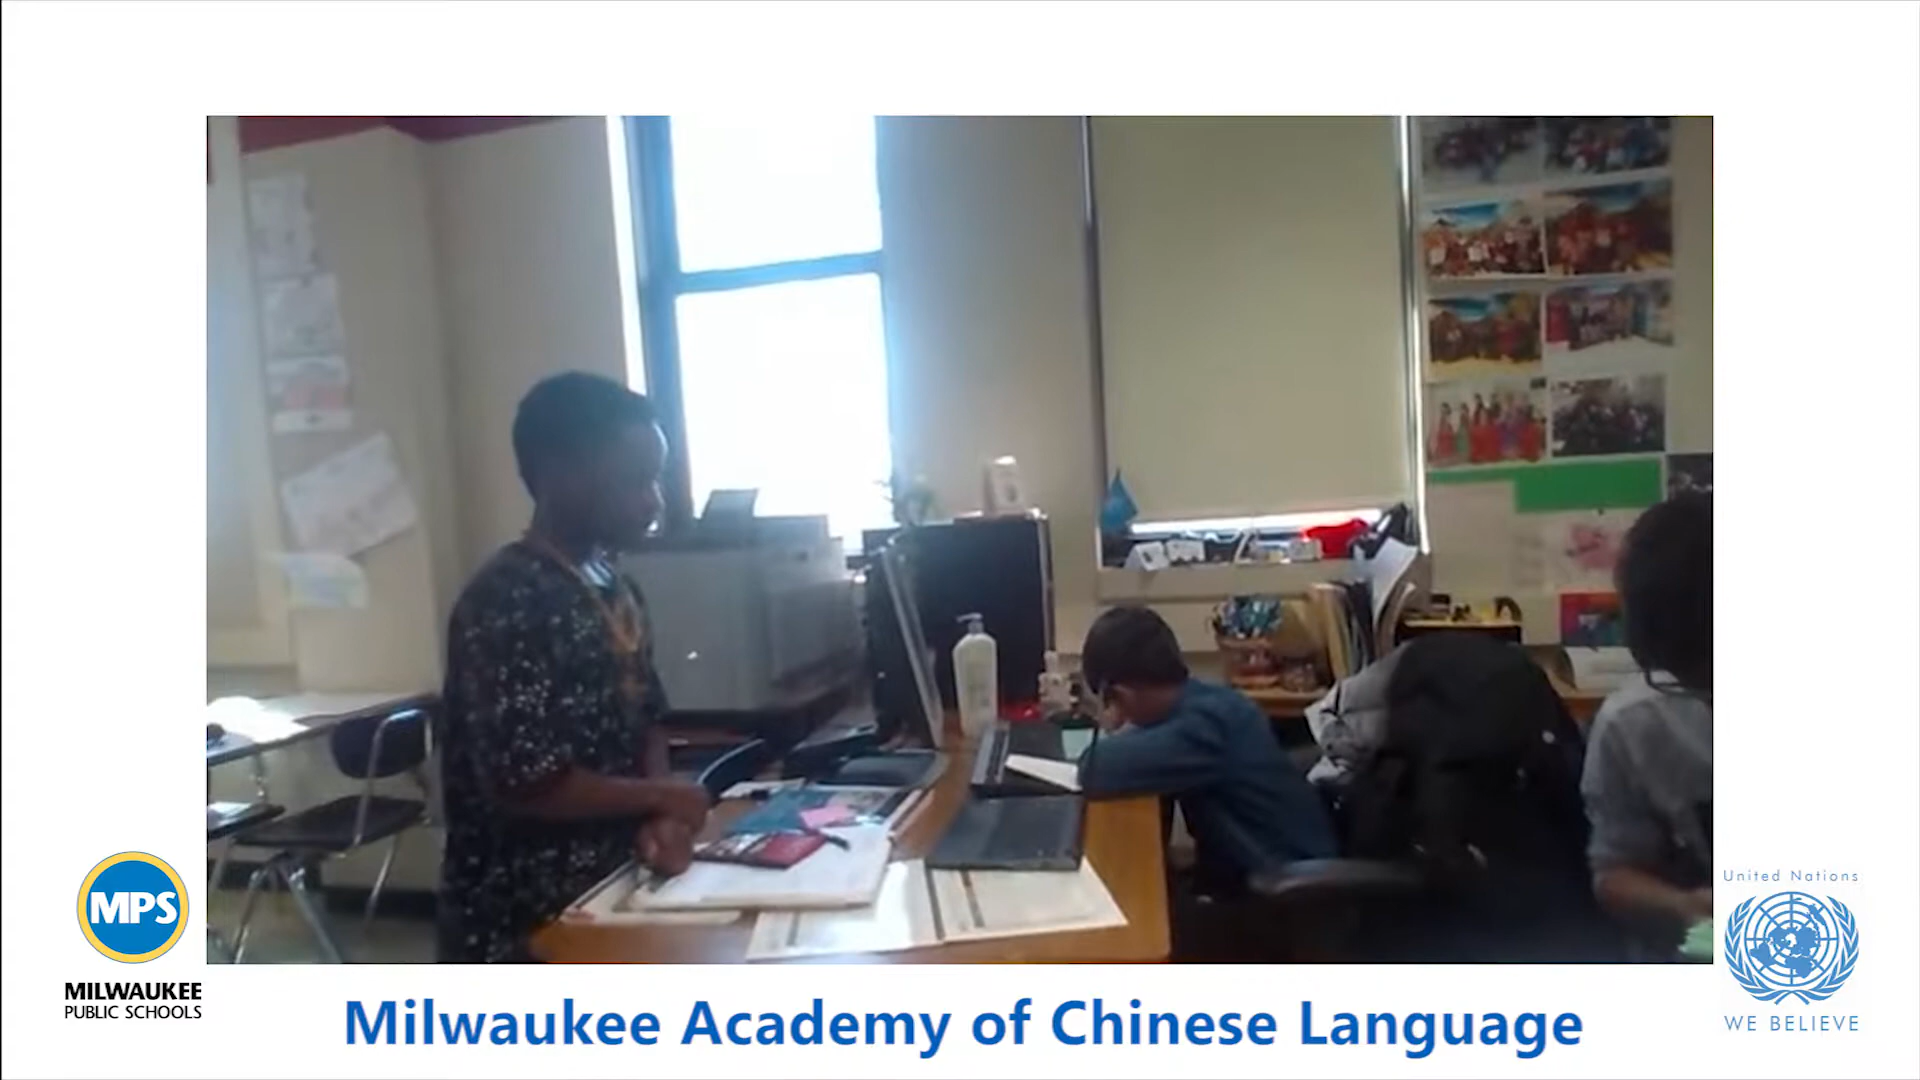 MPS
MILWAUKEE
PUBLIC SCHOOLS
Milwaukee Academy of Chinese Language
United Nations
WE BELIEVE